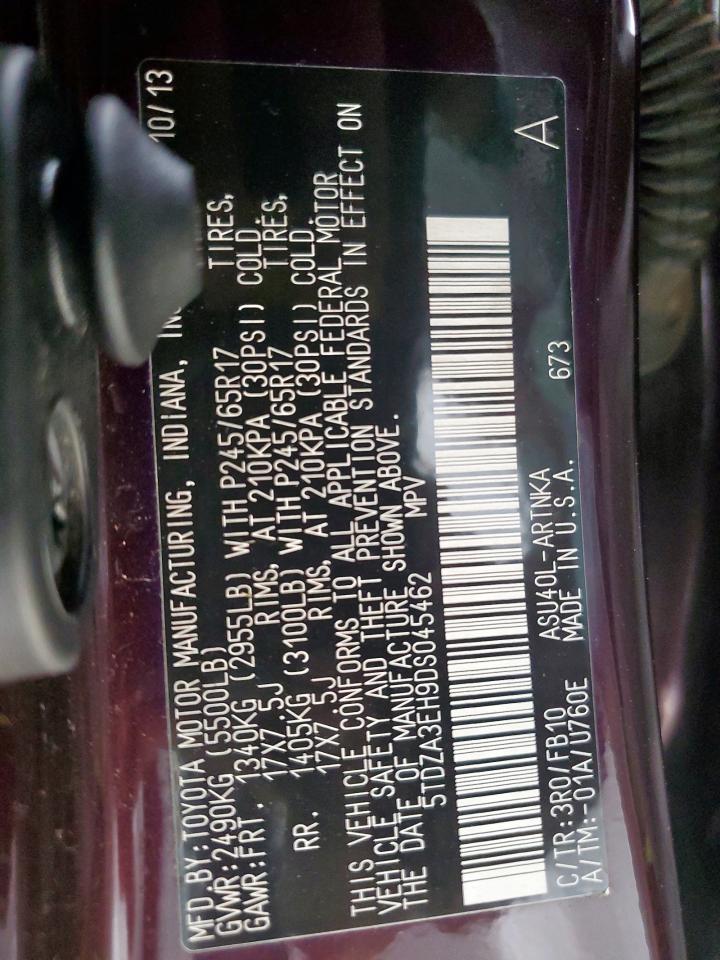 MFD.BY:TOYOTA MOTOR MANUFACTURING, INDIANA, 10/13
GVWR:2490KG (5500LB)
GAWR:FRT. 1340KG (2955LB) WITH P245/65R17 TIRES,
17X7.5J RIMS, AT 210KPA (30PSI) COLD.
RR. 1405KG (3100LB) WITH P245/65R17 TIRES,
17X7.5J RIMS, AT 210KPA (30PSI) COLD.
THIS VEHICLE CONFORMS TO ALL APPLICABLE FEDERAL MOTOR
VEHICLE SAFETY AND THEFT PREVENTION STANDARDS IN EFFECT ON
THE DATE OF MANUFACTURE SHOWN ABOVE.
5TDZA3EH9DS045462 MPV
A
C/TR:3R0/FB10 ASU40L-ARTNKA 673
A/TM:-01A/U760E MADE IN U.S.A.